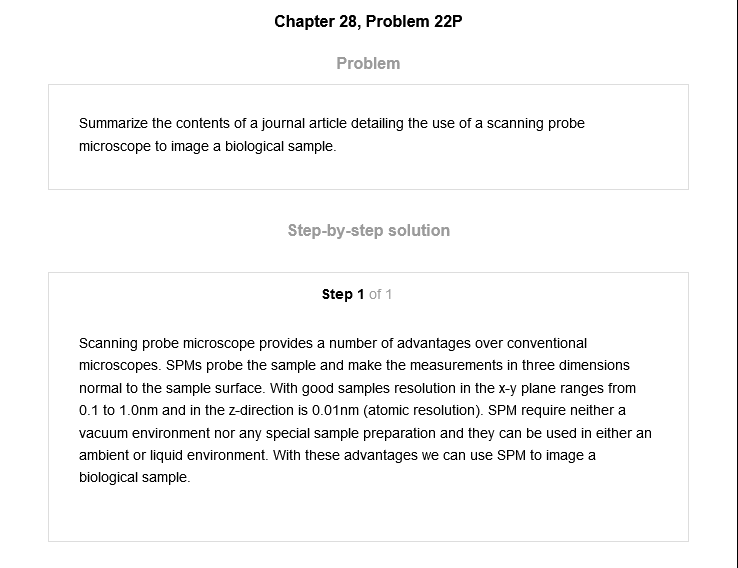 Chapter 28, Problem 22P
Problem
Summarize the contents of a journal article detailing the use of a scanning probe
microscope to image a biological sample.
Step-by-step solution
Step 1 of 1
Scanning probe microscope provides a number of advantages over conventional
microscopes. SPMs probe the sample and make the measurements in three dimensions
normal to the sample surface. With good samples resolution in the x-y plane ranges from
0.1 to 1.0nm and in the z-direction is 0.01nm (atomic resolution). SPM require neither a
vacuum environment nor any special sample preparation and they can be used in either an
ambient or liquid environment. With these advantages we can use SPM to image a
biological sample.